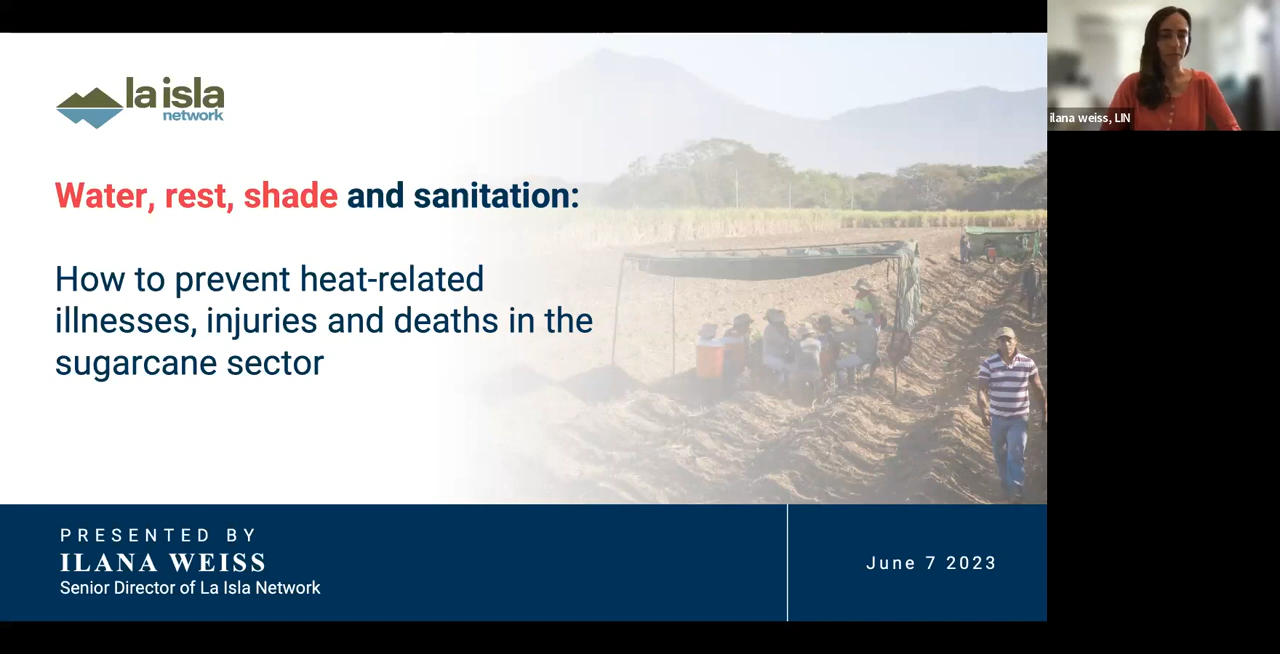 la isla
network
Water, rest, shade and sanitation:
How to prevent heat-related
illnesses, injuries and deaths in the
sugarcane sector
PRESENTED BY
ILANA WEISS
Senior Director of La Isla Network
June 7 2023
ilana weiss, LIN